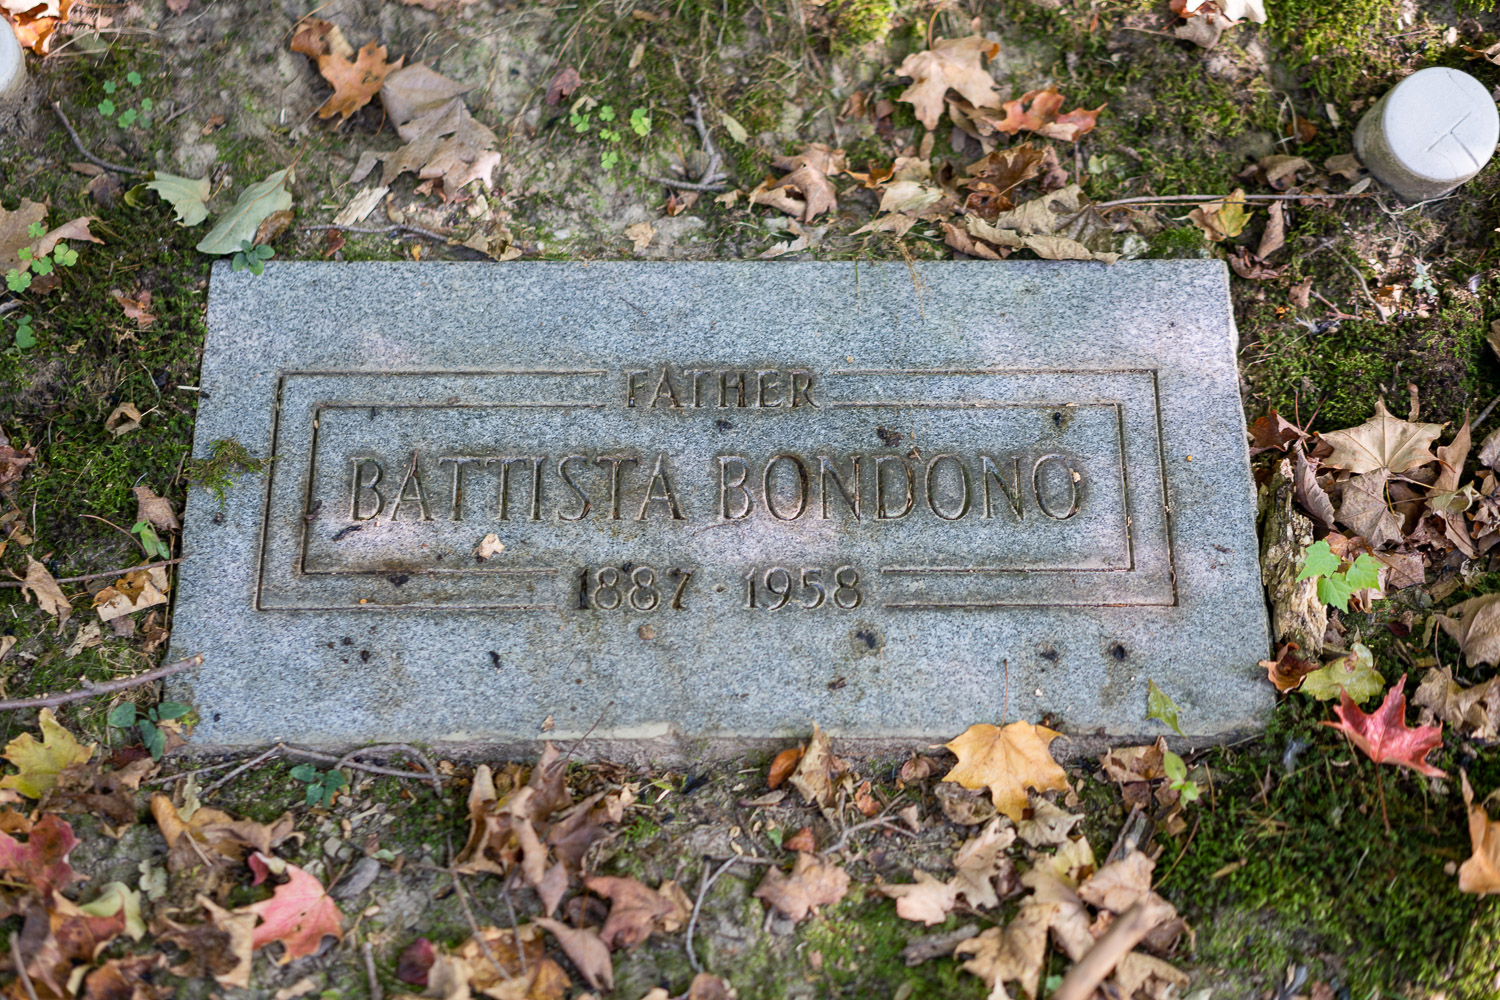 FATHER
BATTISTA BONDONO
1887 · 1958